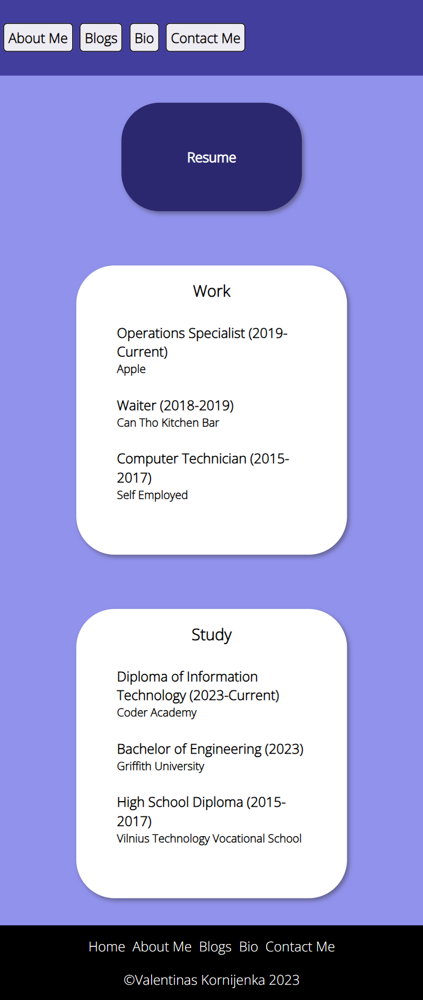 About Me Blogs Bio Contact Me
Resume
Work
Operations Specialist (2019-
Current)
Apple
Waiter (2018-2019)
Can Tho Kitchen Bar
Computer Technician (2015-
2017)
Self Employed
Study
Diploma of Information
Technology (2023-Current)
Coder Academy
Bachelor of Engineering (2023)
Griffith University
High School Diploma (2015-
2017)
Vilnius Technology Vocational School
Home About Me Blogs Bio Contact Me
©Valentinas Kornijenka 2023